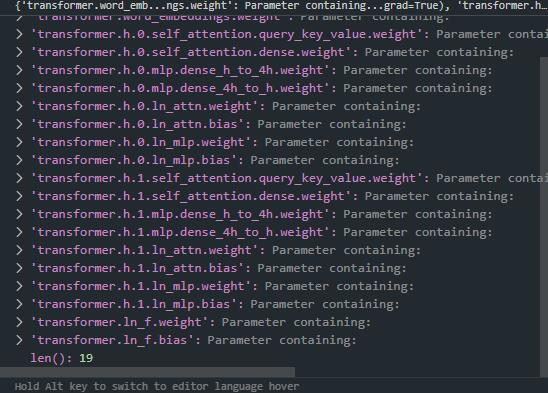 {'transformer.word_emb...ngs.weight': Parameter containing...grad=True), 'transformer.h...
> 'transformer.word_embeddings.weight': Parameter containing:
> 'transformer.h.0.self_attention.query_key_value.weight': Parameter contai
> 'transformer.h.0.self_attention.dense.weight': Parameter containing:
> 'transformer.h.0.mlp.dense_h_to_4h.weight': Parameter containing:
> 'transformer.h.0.mlp.dense_4h_to_h.weight': Parameter containing:
> 'transformer.h.0.ln_attn.weight': Parameter containing:
> 'transformer.h.0.ln_attn.bias': Parameter containing:
> 'transformer.h.0.ln_mlp.weight': Parameter containing:
> 'transformer.h.0.ln_mlp.bias': Parameter containing:
> 'transformer.h.1.self_attention.query_key_value.weight': Parameter contai
> 'transformer.h.1.self_attention.dense.weight': Parameter containing:
> 'transformer.h.1.mlp.dense_h_to_4h.weight': Parameter containing:
> 'transformer.h.1.mlp.dense_4h_to_h.weight': Parameter containing:
> 'transformer.h.1.ln_attn.weight': Parameter containing:
> 'transformer.h.1.ln_attn.bias': Parameter containing:
> 'transformer.h.1.ln_mlp.weight': Parameter containing:
> 'transformer.h.1.ln_mlp.bias': Parameter containing:
> 'transformer.ln_f.weight': Parameter containing:
> 'transformer.ln_f.bias': Parameter containing:
len(): 19
Hold Alt key to switch to editor language hover